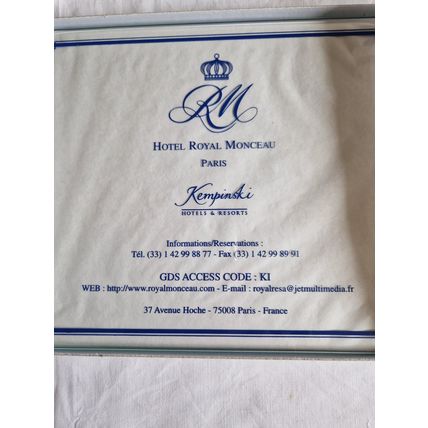 RM
HOTEL ROYAL MONCEAU
PARIS
Kempinski
HOTELS & RESORTS
Informations/Reservations :
Tél. (33) 1 42 99 88 77 - Fax (33) 1 42 99 89 91
GDS ACCESS CODE : KI
WEB : http://www.royalmonceau.com - E-mail : royalresa@jetmultimedia.fr
37 Avenue Hoche - 75008 Paris - France